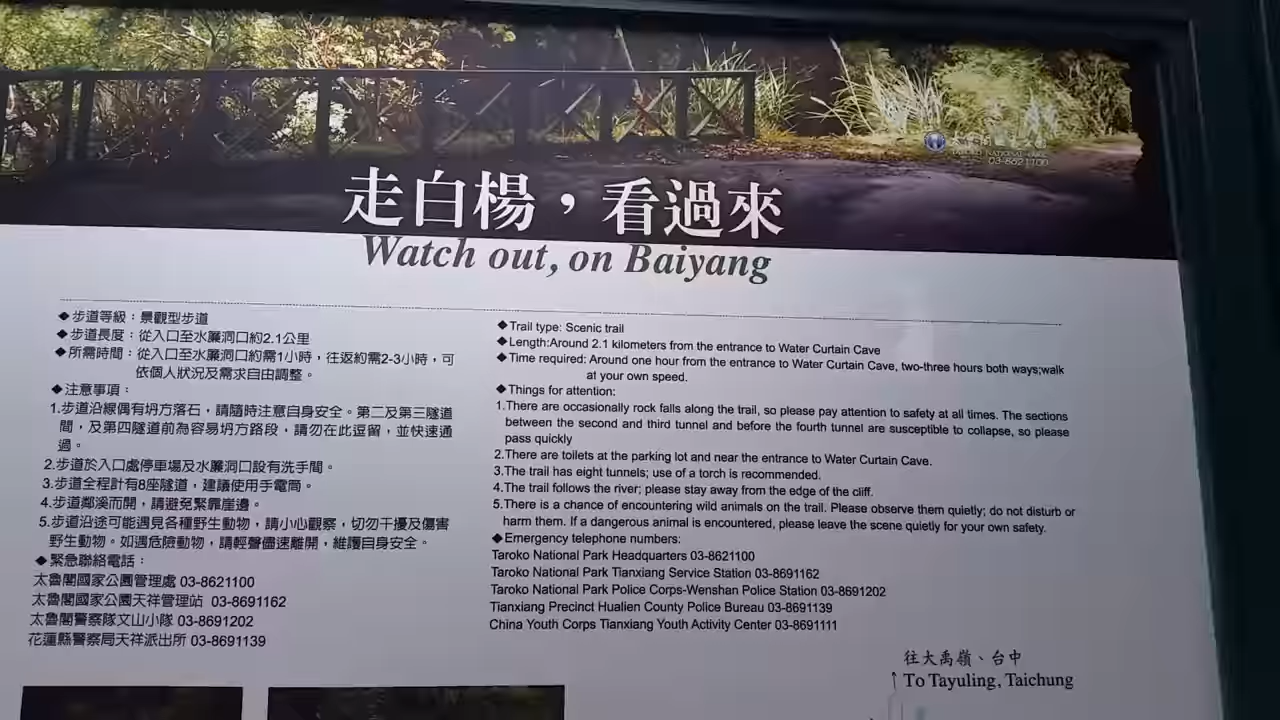 03-8621100
走白楊，看過來
Watch out, on Baiyang
◆步道等級：景觀型步道
◆步道長度：從入口至水簾洞口約2.1公里
◆所需時間：從入口至水簾洞口約需1小時，往返約需2-3小時，可
依個人狀況及需求自由調整。
◆注意事項：
1.步道沿線偶有坍方落石，請隨時注意自身安全。第二及第三隧道
間，及第四隧道前為容易坍方路段，請勿在此逗留，並快速通
過。
2.步道於入口處停車場及水簾洞口設有洗手間。
3.步道全程計有8座隧道，建議使用手電筒。
4.步道鄰溪而開，請避免緊靠崖邊。
5.步道沿途可能遇見各種野生動物，請小心觀察，切勿干擾及傷害
野生動物。如遇危險動物，請輕聲儘速離開，維護自身安全。
◆緊急聯絡電話：
太魯閣國家公園管理處 03-8621100
太魯閣國家公園天祥管理站 03-8691162
太魯閣警察隊文山小隊 03-8691202
花蓮縣警察局天祥派出所 03-8691139
◆Trail type: Scenic trail
◆Length:Around 2.1 kilometers from the entrance to Water Curtain Cave
◆Time required: Around one hour from the entrance to Water Curtain Cave, two-three hours both ways;walk
at your own speed.
◆Things for attention:
1.There are occasionally rock falls along the trail, so please pay attention to safety at all times. The sections
between the second and third tunnel and before the fourth tunnel are susceptible to collapse, so please
pass quickly
2.There are toilets at the parking lot and near the entrance to Water Curtain Cave.
3.The trail has eight tunnels; use of a torch is recommended.
4.The trail follows the river; please stay away from the edge of the cliff.
5.There is a chance of encountering wild animals on the trail. Please observe them quietly; do not disturb or
harm them. If a dangerous animal is encountered, please leave the scene quietly for your own safety.
◆Emergency telephone numbers:
Taroko National Park Headquarters 03-8621100
Taroko National Park Tianxiang Service Station 03-8691162
Taroko National Park Police Corps-Wenshan Police Station 03-8691202
Tianxiang Precinct Hualien County Police Bureau 03-8691139
China Youth Corps Tianxiang Youth Activity Center 03-8691111
往大禹嶺、台中
To Tayuling, Taichung